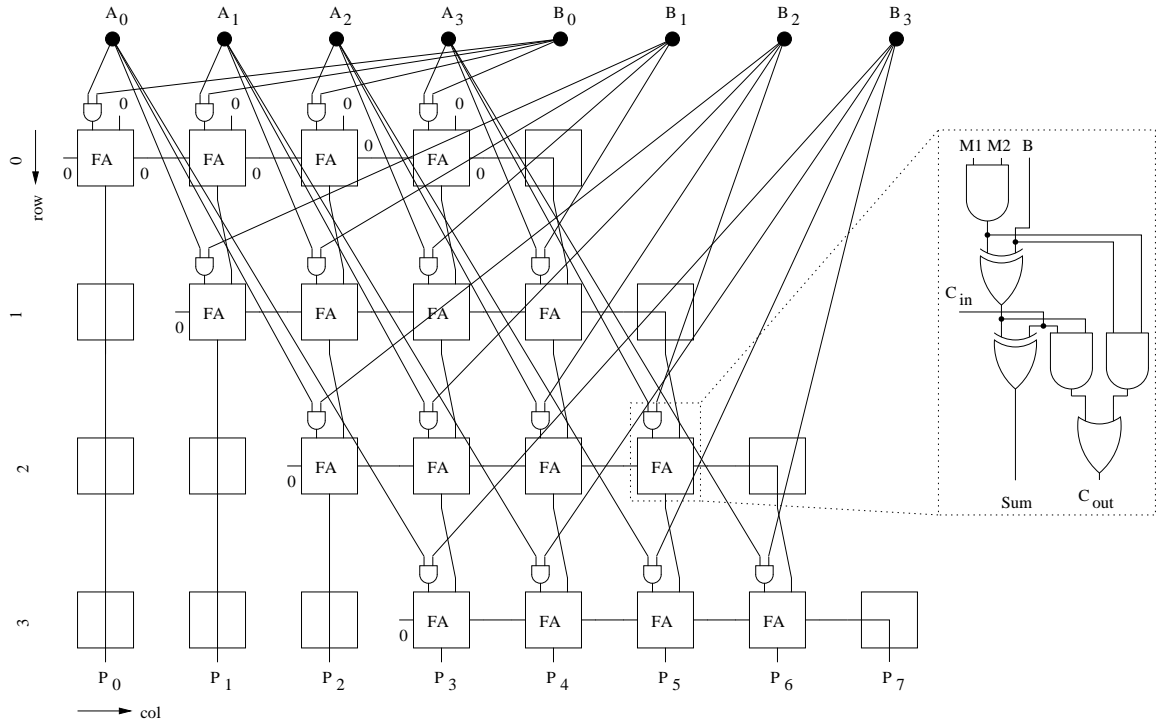 A0 A1 A2 A3 B0 B1 B2 B3
0 0 0 0
M1 M2 B
0 FA FA FA 0 FA
0 0 0 0
row
Cin
1 FA FA FA FA
0
2 FA FA FA FA
0
Sum Cout
3 FA FA FA FA
0
P0 P1 P2 P3 P4 P5 P6 P7
col